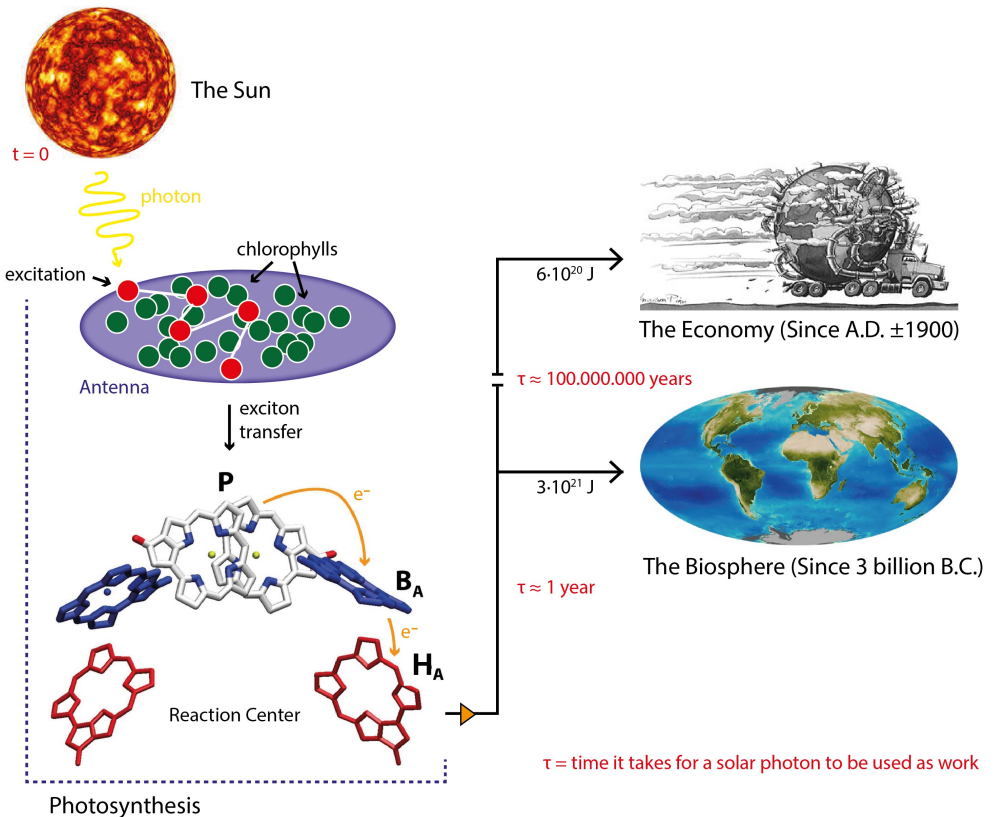 The Sun
t = 0
photon
chlorophylls
excitation
Antenna
exciton
transfer
P
e⁻
B_A
e⁻
H_A
Reaction Center
Photosynthesis
6·10²⁰ J
The Economy (Since A.D. ±1900)
τ ≈ 100.000.000 years
3·10²¹ J
The Biosphere (Since 3 billion B.C.)
τ ≈ 1 year
τ = time it takes for a solar photon to be used as work